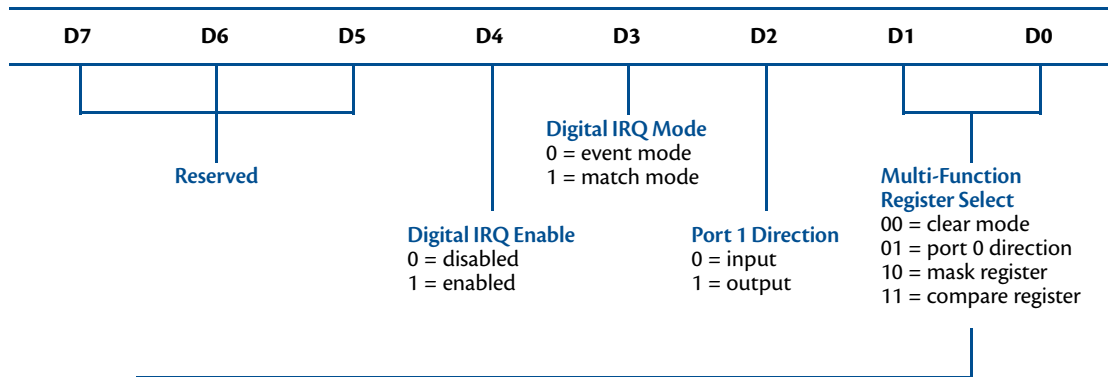 D7 D6 D5 D4 D3 D2 D1 D0
Reserved
Digital IRQ Enable
0 = disabled
1 = enabled
Digital IRQ Mode
0 = event mode
1 = match mode
Port 1 Direction
0 = input
1 = output
Multi-Function
Register Select
00 = clear mode
01 = port 0 direction
10 = mask register
11 = compare register